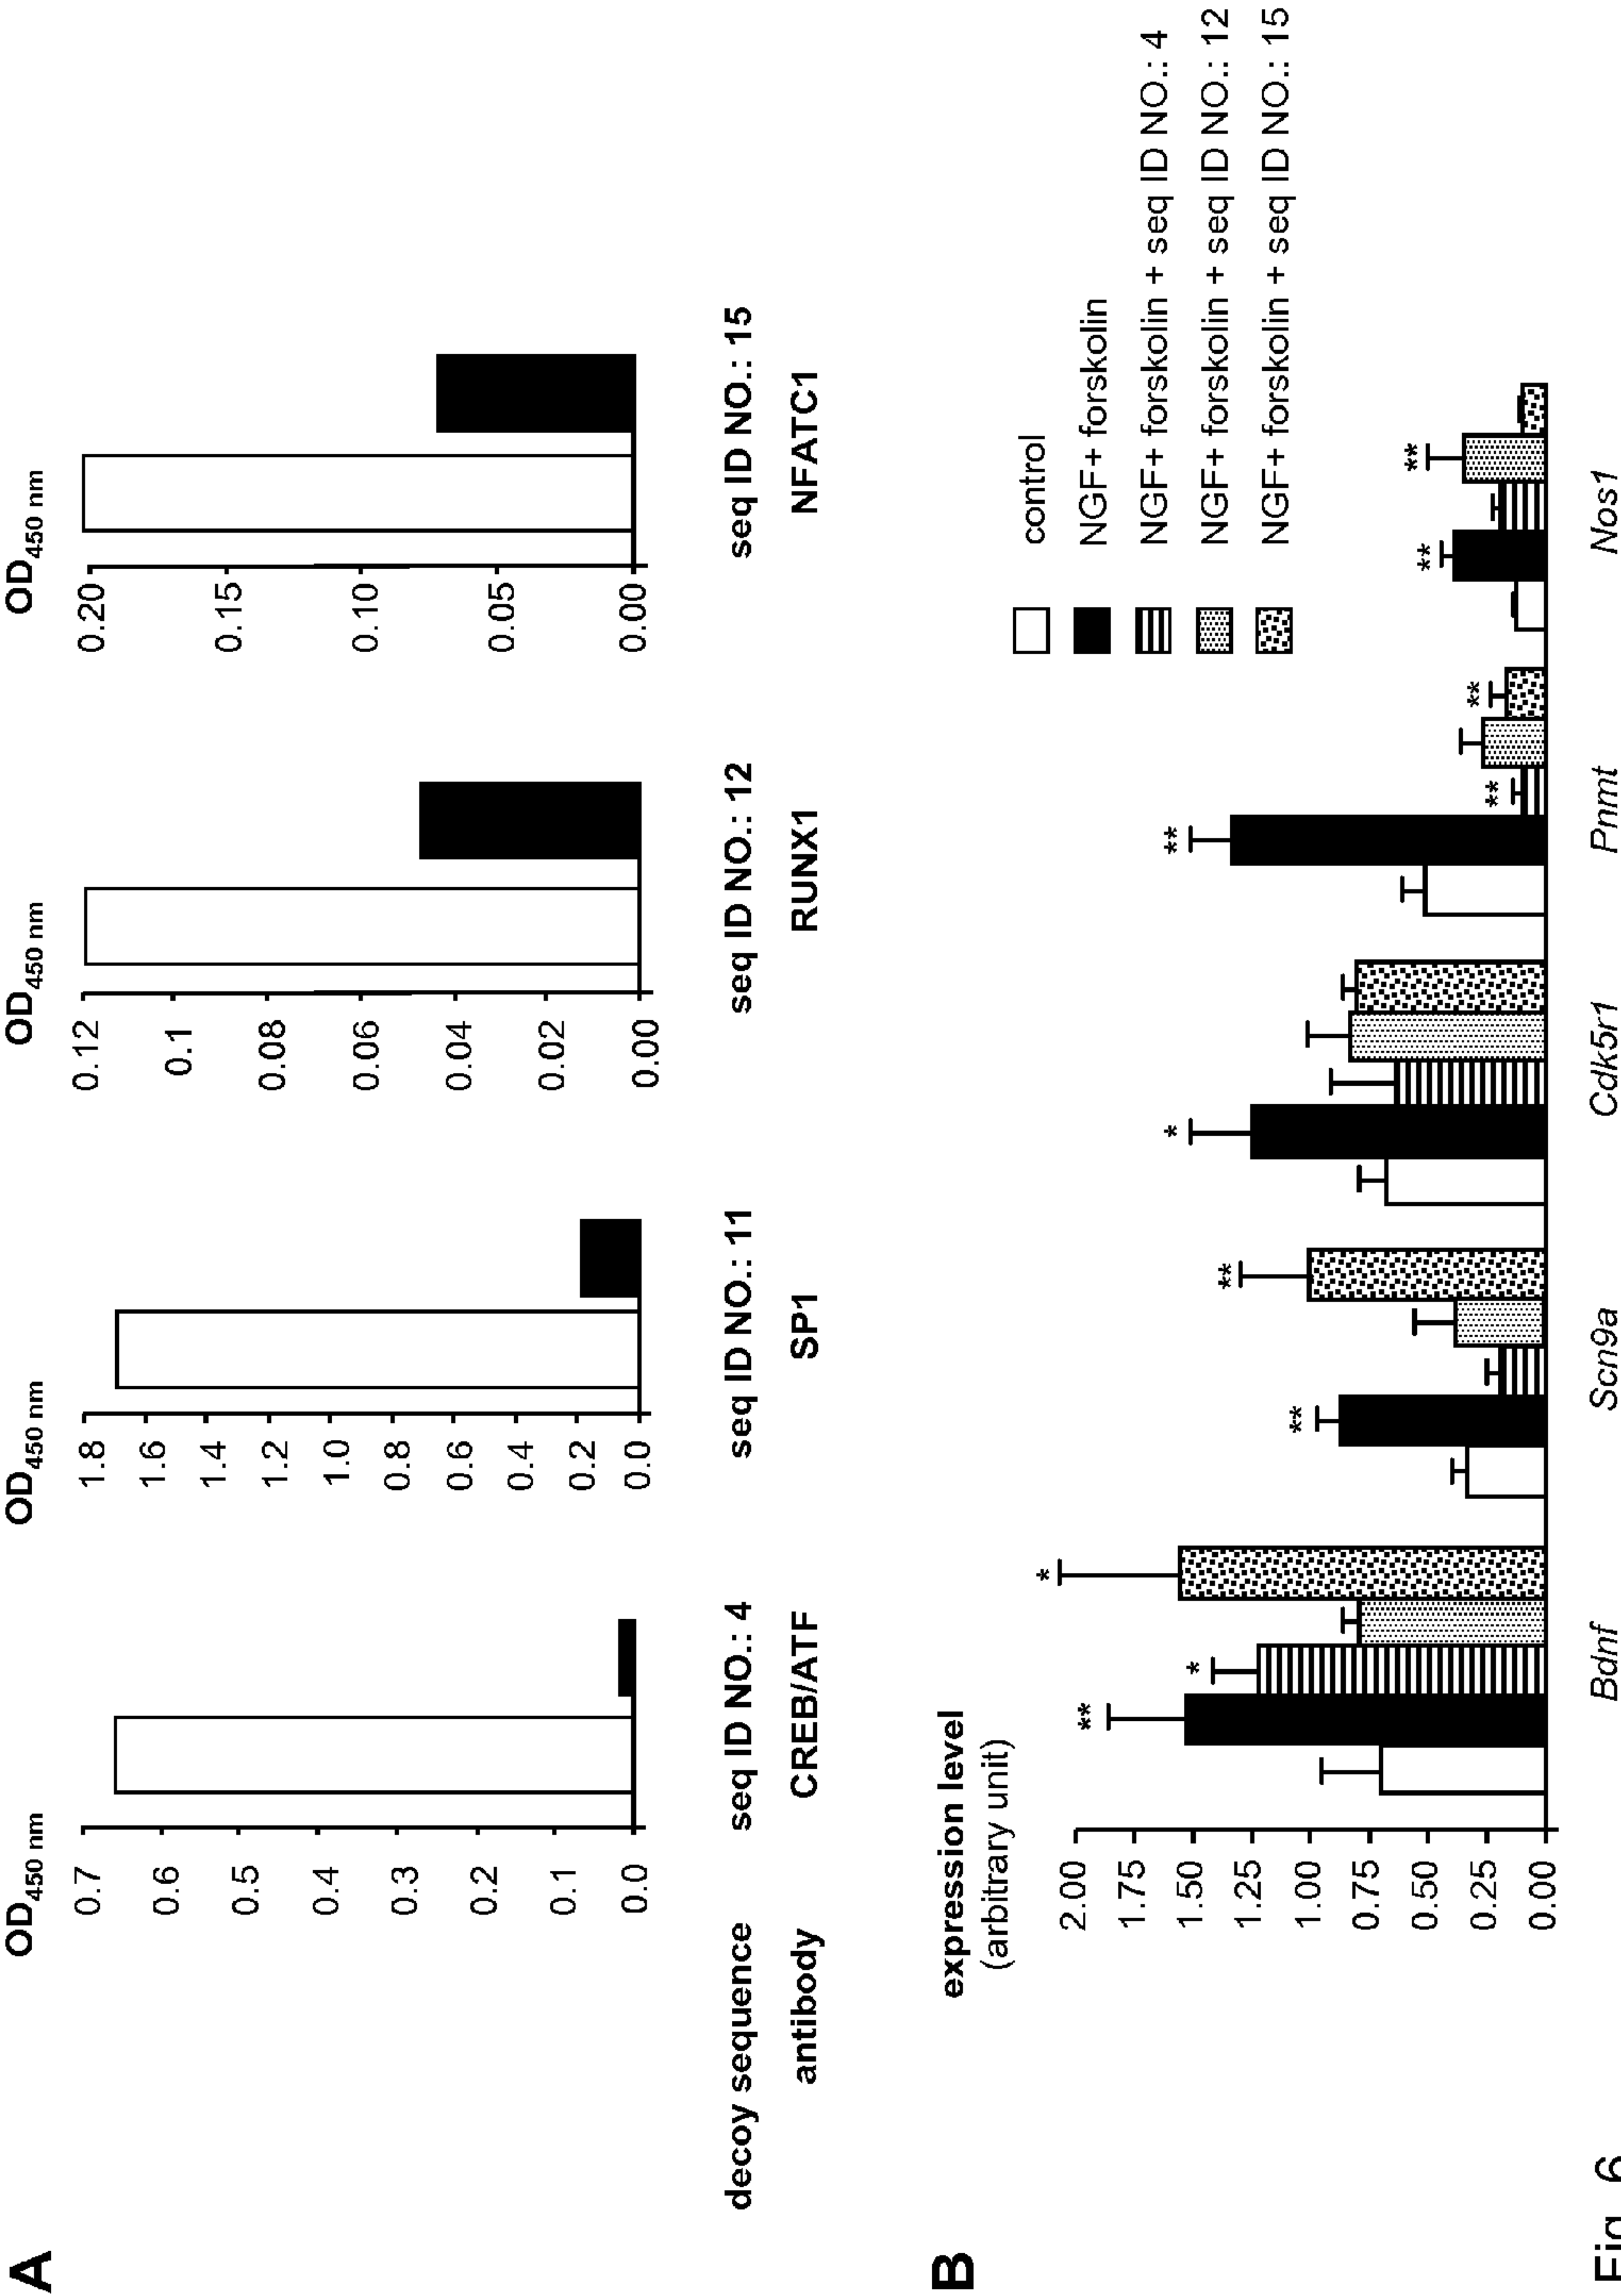 A
OD450 nm
0.7
0.6
0.5
0.4
0.3
0.2
0.1
0.0
OD450 nm
1.8
1.6
1.4
1.2
1.0
0.8
0.6
0.4
0.2
0.0
OD450 nm
0.12
0.1
0.08
0.06
0.04
0.02
0.00
OD450 nm
0.20
0.15
0.10
0.05
0.00
decoy sequence seq ID NO.: 4 seq ID NO.: 11 seq ID NO.: 12 seq ID NO.: 15
antibody CREB/ATF SP1 RUNX1 NFATC1
B
expression level
(arbitrary unit)
2.00
1.75
1.50
1.25
1.00
0.75
0.50
0.25
0.00
** * *
** **
*
** ** **
** **
control
NGF+ forskolin
NGF+ forskolin + seq ID NO.: 4
NGF+ forskolin + seq ID NO.: 12
NGF+ forskolin + seq ID NO.: 15
Bdnf Scn9a Cdk5r1 Pnmt Nos1
Fig. 6